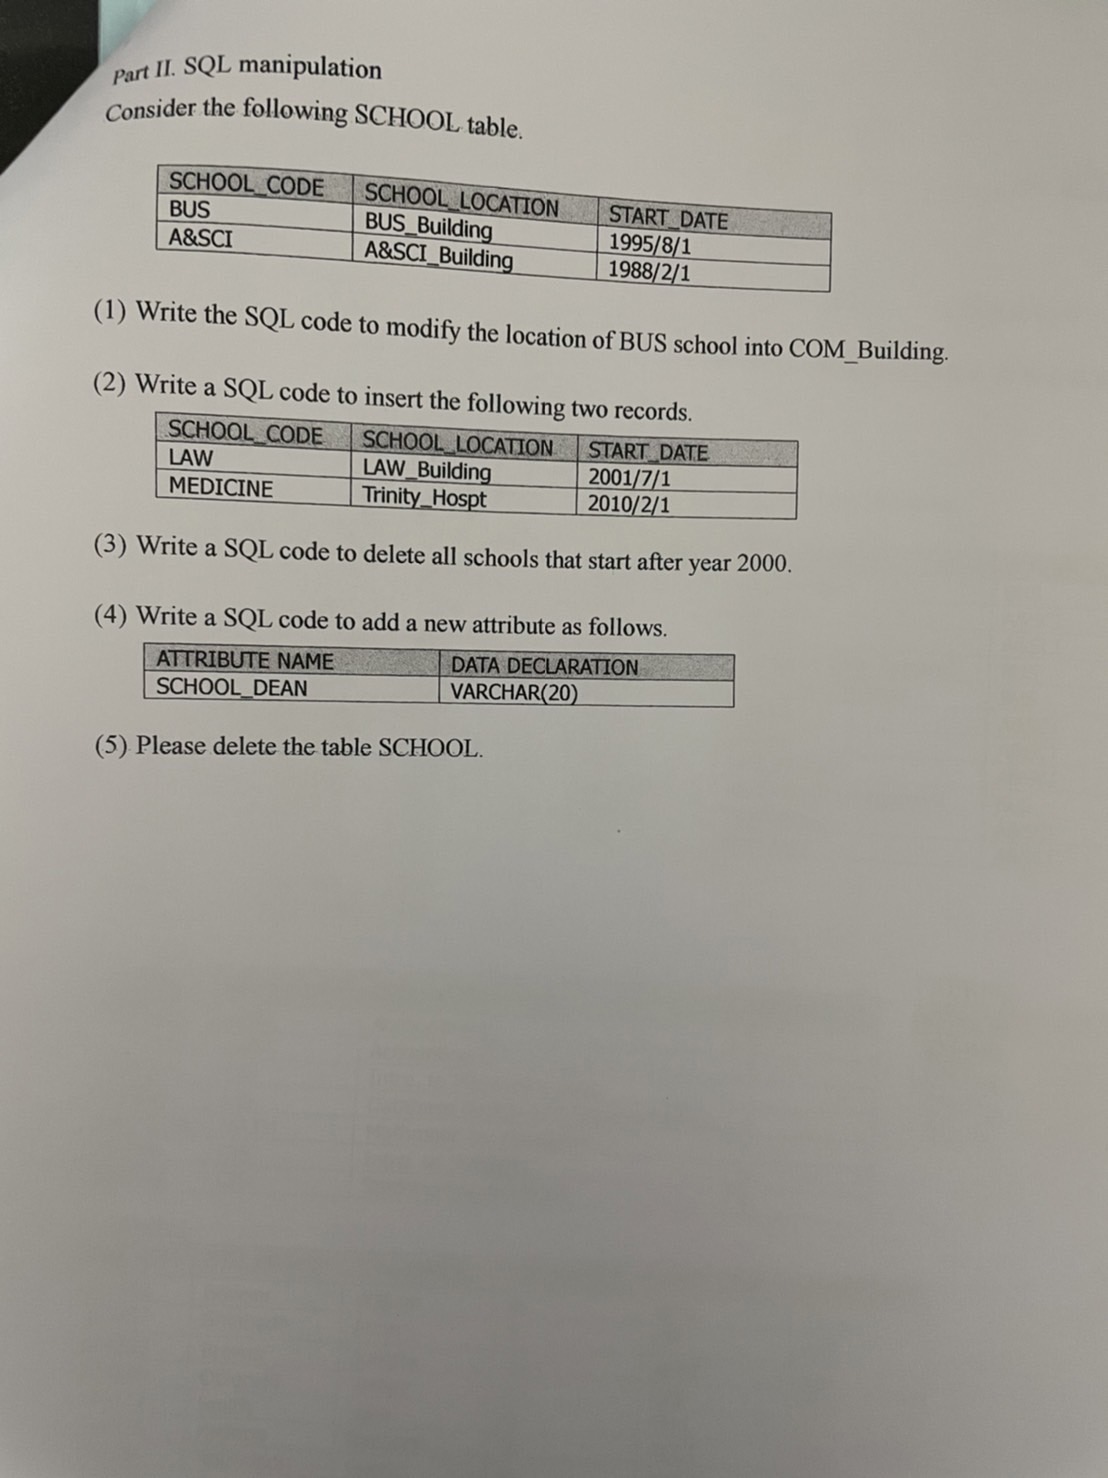 Part II. SQL manipulation
Consider the following SCHOOL table.
SCHOOL_CODE SCHOOL_LOCATION START_DATE
BUS BUS_Building 1995/8/1
A&SCI A&SCI_Building 1988/2/1
(1) Write the SQL code to modify the location of BUS school into COM_Building.
(2) Write a SQL code to insert the following two records.
SCHOOL_CODE SCHOOL_LOCATION START_DATE
LAW LAW_Building 2001/7/1
MEDICINE Trinity_Hospt 2010/2/1
(3) Write a SQL code to delete all schools that start after year 2000.
(4) Write a SQL code to add a new attribute as follows.
ATTRIBUTE NAME DATA DECLARATION
SCHOOL_DEAN VARCHAR(20)
(5) Please delete the table SCHOOL.